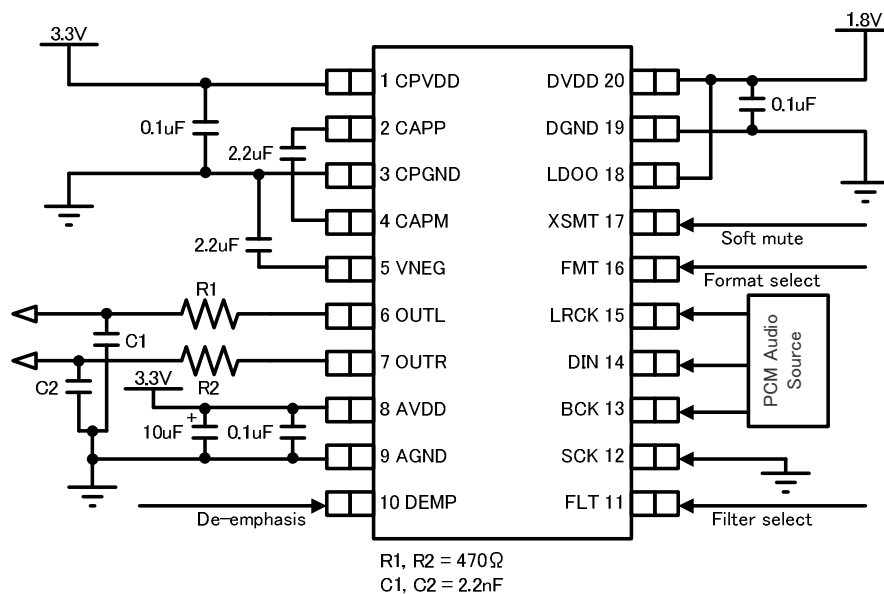 3.3V
1.8V
1 CPVDD
DVDD 20
0.1uF
0.1uF
2 CAPP
DGND 19
2.2uF
3 CPGND
LDOO 18
4 CAPM
XSMT 17
Soft mute
2.2uF
5 VNEG
FMT 16
Format select
R1
6 OUTL
LRCK 15
C1
7 OUTR
DIN 14
PCM Audio
Source
C2
R2
3.3V
8 AVDD
BCK 13
+
10uF
0.1uF
9 AGND
SCK 12
10 DEMP
FLT 11
De-emphasis
Filter select
R1, R2 = 470Ω
C1, C2 = 2.2nF